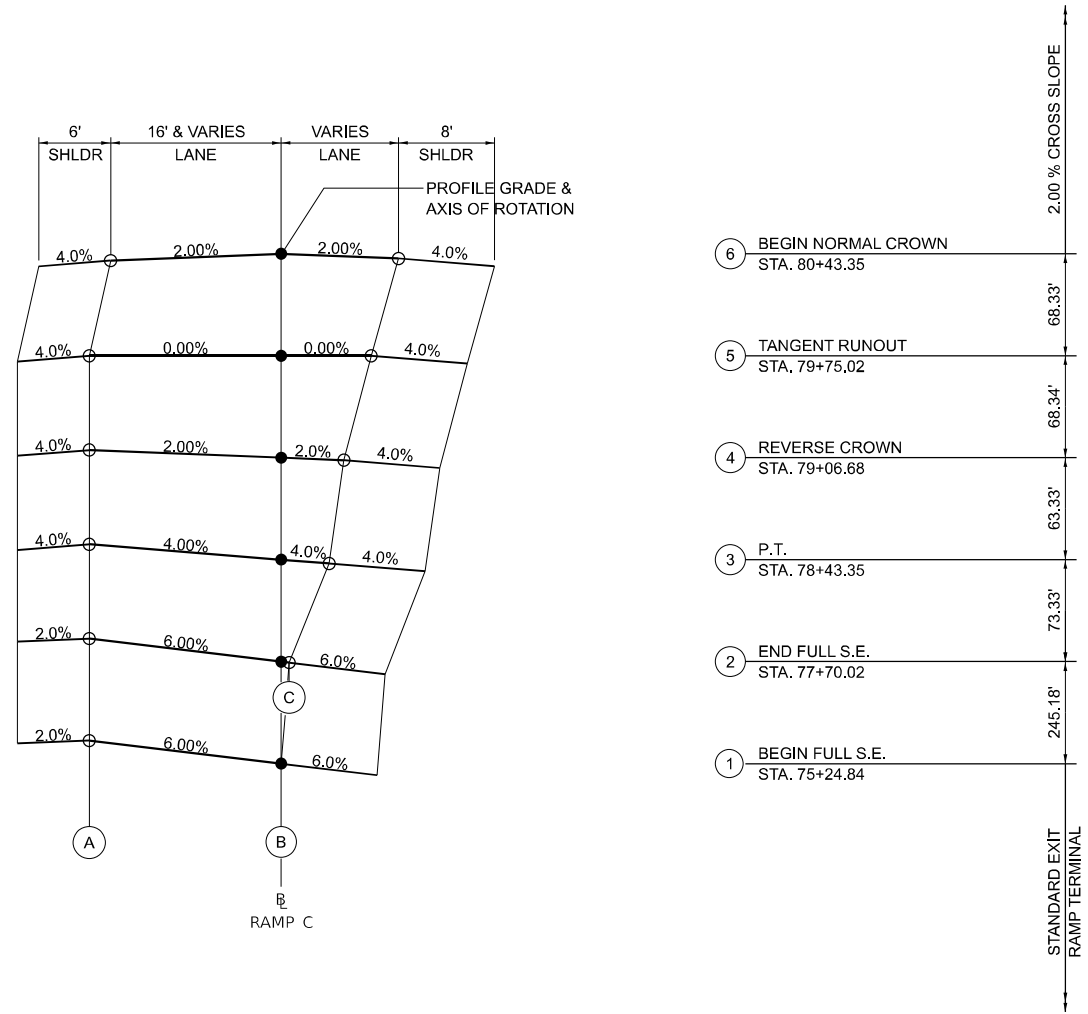 6'
SHLDR
16' & VARIES
LANE
VARIES
LANE
8'
SHLDR
PROFILE GRADE &
AXIS OF ROTATION
4.0%
2.00%
2.00%
4.0%
4.0%
0.00%
0.00%
4.0%
4.0%
2.00%
2.0%
4.0%
4.0%
4.00%
4.0%
4.0%
2.0%
6.00%
6.0%
C
2.0%
6.00%
6.0%
A
B
BL
RAMP C
6
BEGIN NORMAL CROWN
STA. 80+43.35
5
TANGENT RUNOUT
STA. 79+75.02
4
REVERSE CROWN
STA. 79+06.68
3
P.T.
STA. 78+43.35
2
END FULL S.E.
STA. 77+70.02
1
BEGIN FULL S.E.
STA. 75+24.84
2.00 % CROSS SLOPE
68.33'
68.34'
63.33'
73.33'
245.18'
STANDARD EXIT
RAMP TERMINAL